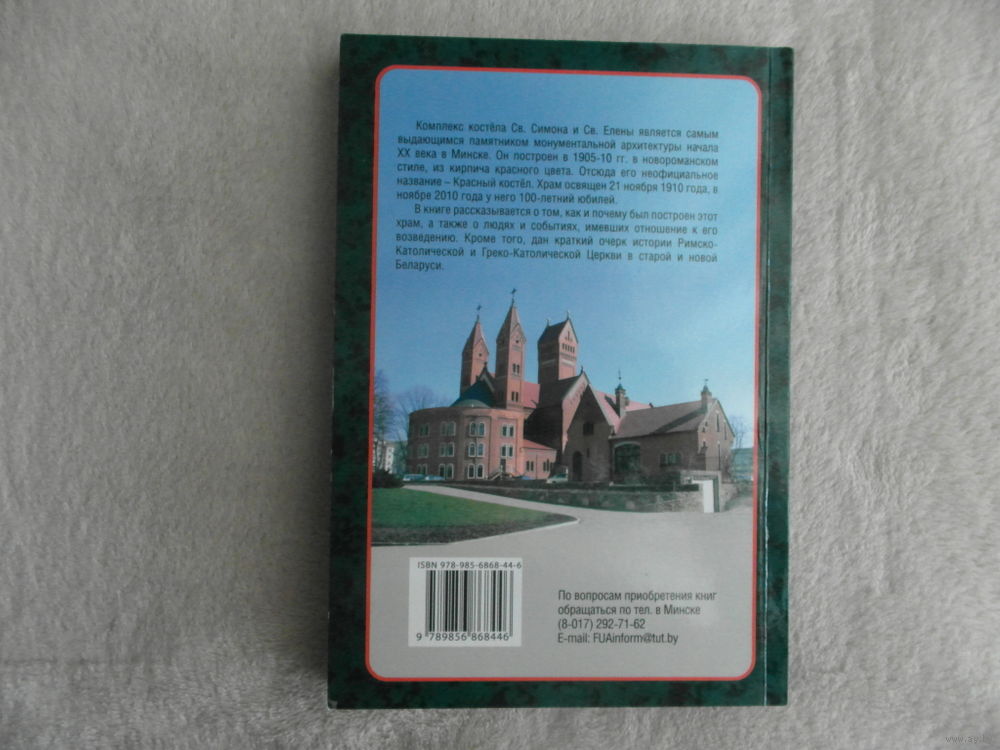 Комплекс костёла Св. Симона и Св. Елены является самым
выдающимся памятником монументальной архитектуры начала
XX века в Минске. Он построен в 1905-10 гг. в новороманском
стиле, из кирпича красного цвета. Отсюда его неофициальное
название – Красный костёл. Храм освящен 21 ноября 1910 года, в
ноябре 2010 года у него 100-летний юбилей.
В книге рассказывается о том, как и почему был построен этот
храм, а также о людях и событиях, имевших отношение к его
возведению. Кроме того, дан краткий очерк истории Римско-
Католической и Греко-Католической Церкви в старой и новой
Беларуси.
ISBN 978-985-6868-44-6
9 789856 868446
По вопросам приобретения книг
обращаться по тел. в Минске
(8-017) 292-71-62
E-mail: FUAinform@tut.by